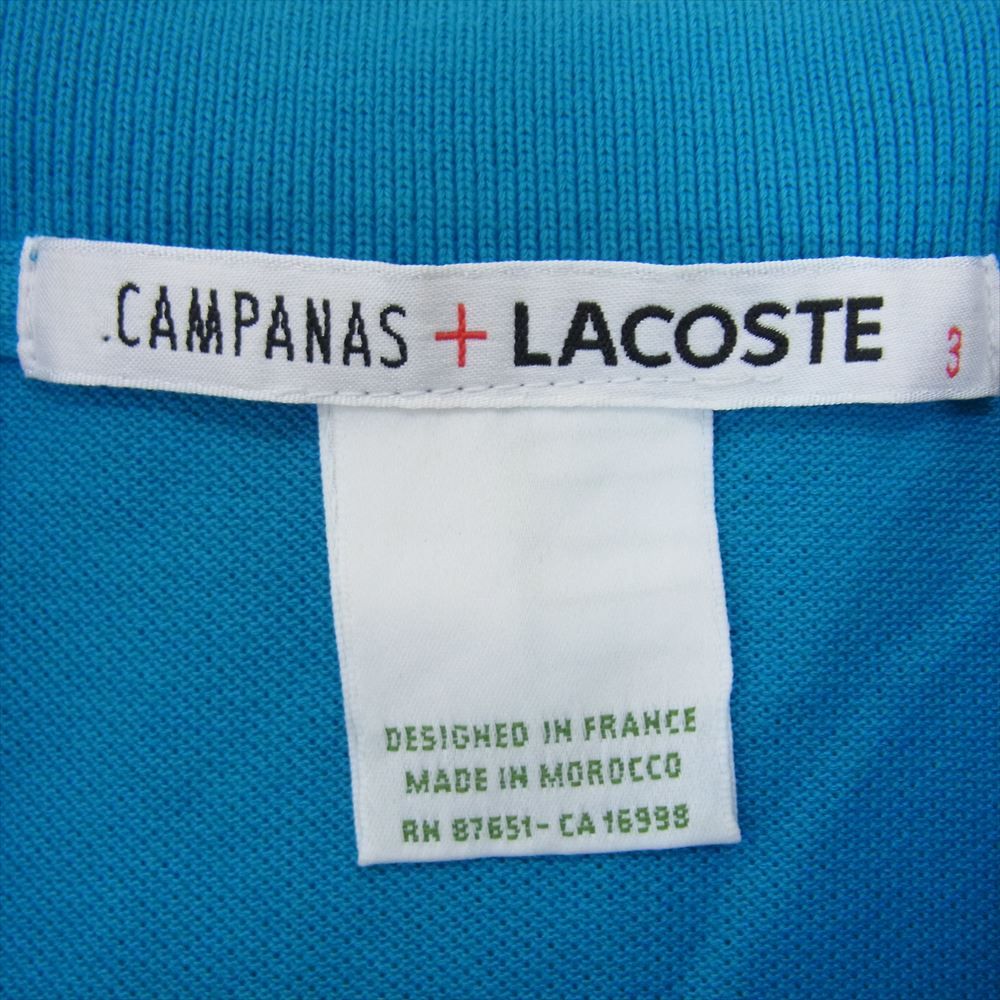 .CAMPANAS + LACOSTE 3
DESIGNED IN FRANCE
MADE IN MOROCCO
RN 87651- CA 16998